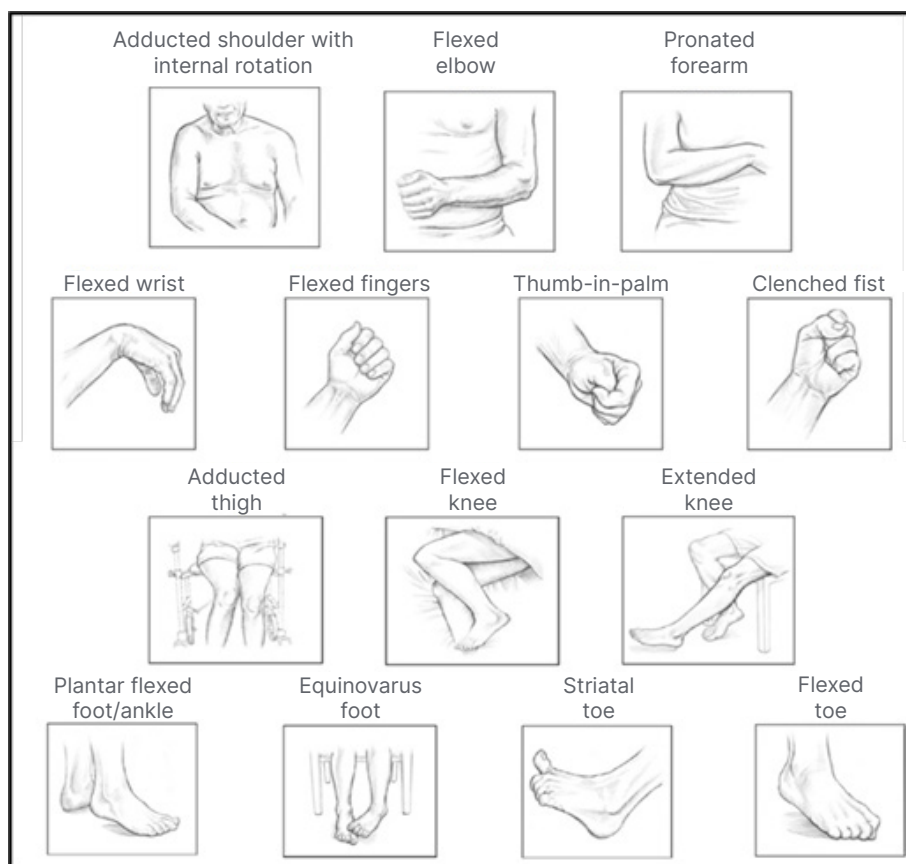 Adducted shoulder with
internal rotation
Flexed
elbow
Pronated
forearm
Flexed wrist
Flexed fingers
Thumb-in-palm
Clenched fist
Adducted
thigh
Flexed
knee
Extended
knee
Plantar flexed
foot/ankle
Equinovarus
foot
Striatal
toe
Flexed
toe